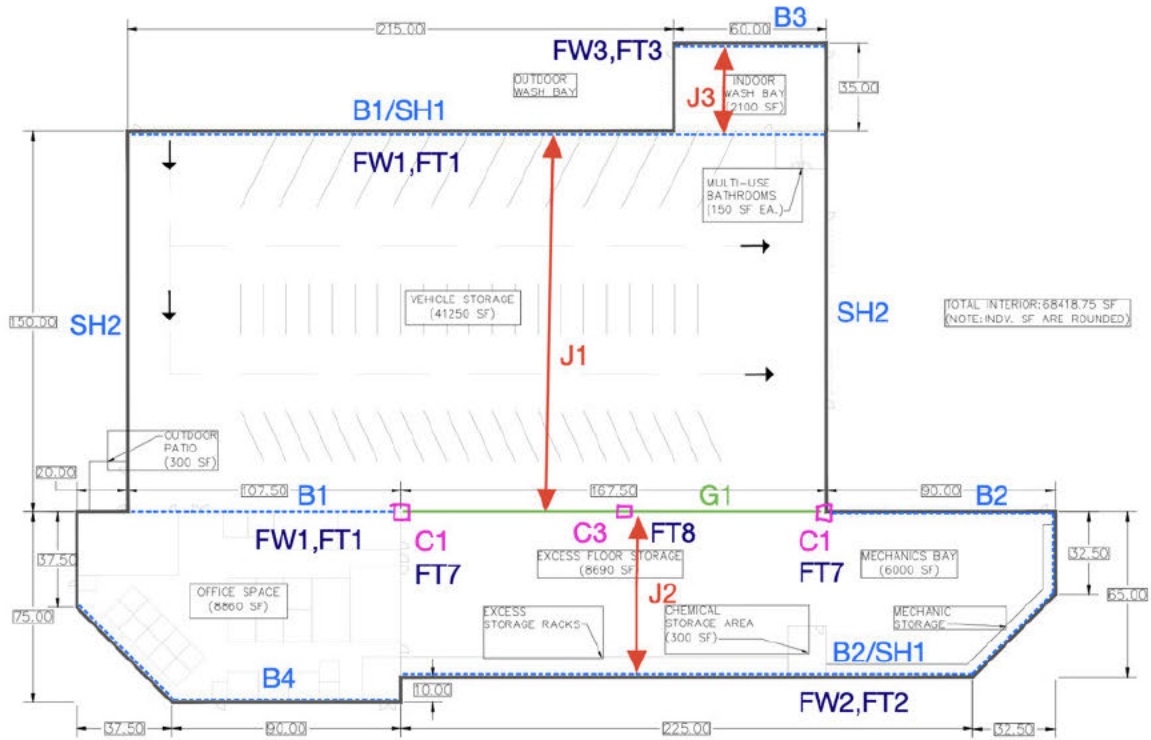 B3
215.00
60.00
FW3,FT3
OUTDOOR
WASH BAY
INDOOR
WASH BAY
(2100 SF)
J3
35.00
B1/SH1
FW1,FT1
MULTI-USE
BATHROOMS
(150 SF EA.)
VEHICLE STORAGE
(41250 SF)
TOTAL INTERIOR:68418.75 SF
(NOTE:INDV. SF ARE ROUNDED)
150.00
SH2
SH2
J1
OUTDOOR
PATIO
(300 SF)
20.00
107.50
B1
167.50
G1
90.00
B2
FW1,FT1
C1
C3
FT8
C1
FT7
FT7
EXCESS FLOOR STORAGE
(8690 SF)
MECHANICS BAY
(6000 SF)
37.50
32.50
OFFICE SPACE
(8860 SF)
J2
75.00
65.00
EXCESS
STORAGE RACKS
CHEMICAL
STORAGE AREA
(300 SF)
MECHANIC
STORAGE
B2/SH1
B4
10.00
FW2,FT2
37.50
90.00
225.00
32.50